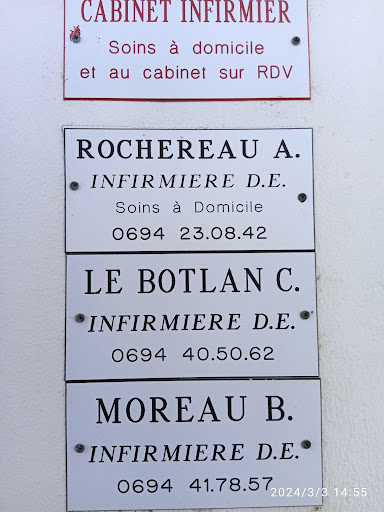 CABINET INFIRMIER
Soins à domicile
et au cabinet sur RDV
ROCHEREAU A.
INFIRMIERE D.E.
Soins à Domicile
0694 23.08.42
LE BOTLAN C.
INFIRMIERE D.E.
0694 40.50.62
MOREAU B.
INFIRMIERE D.E.
0694 41.78.57
2024/3/3 14:55